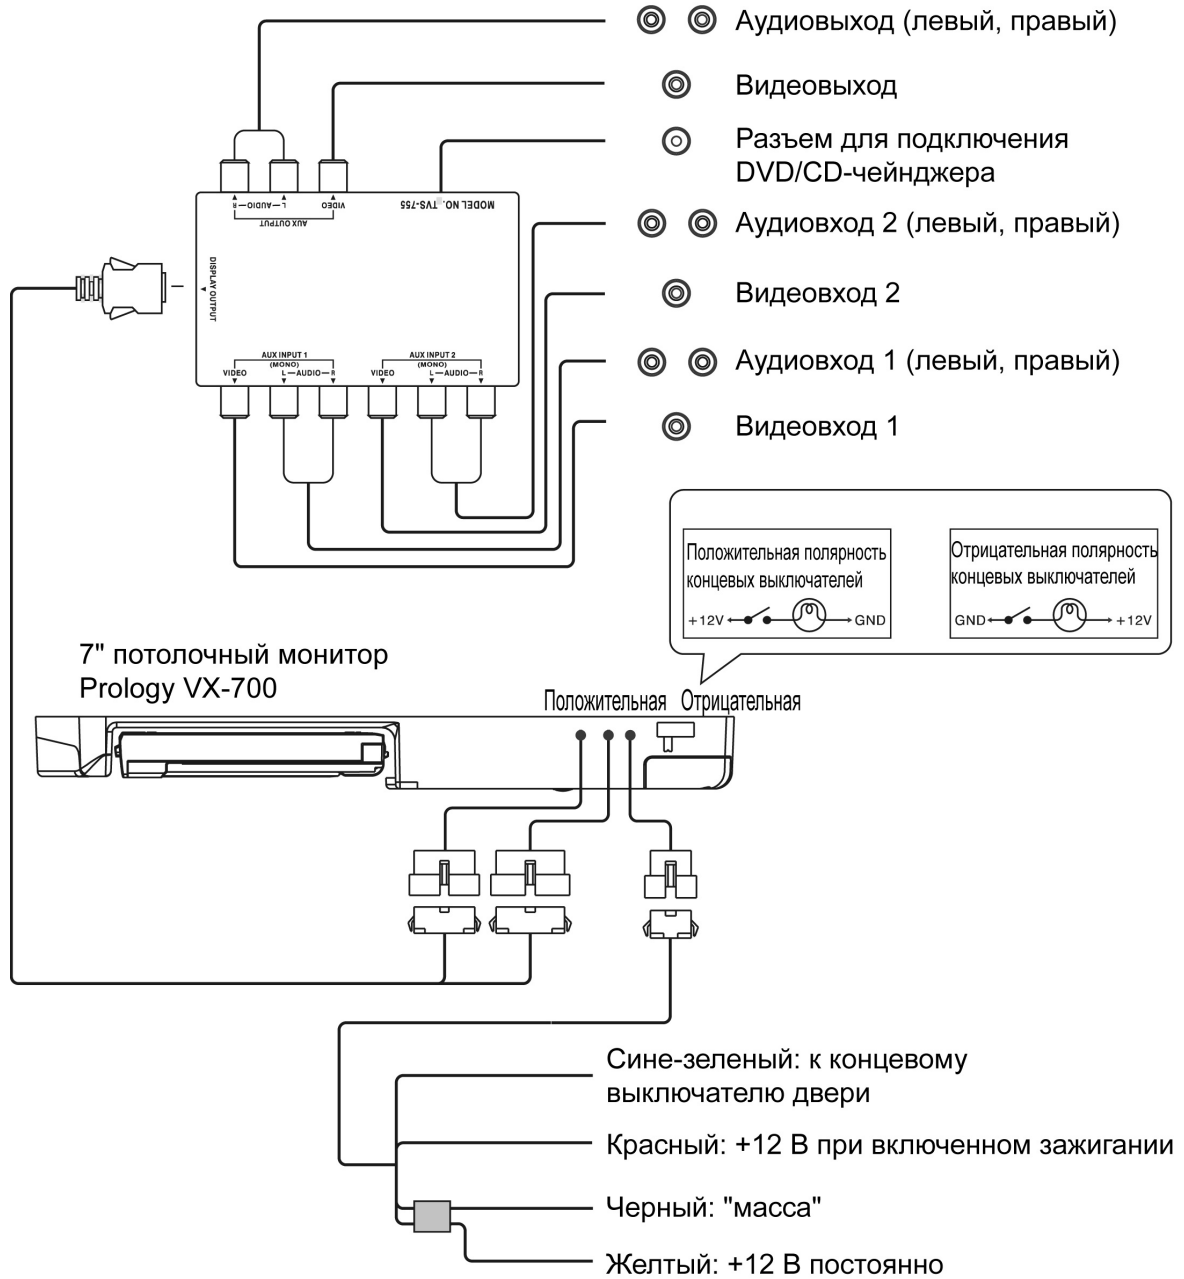 Аудиовыход (левый, правый)
Видеовыход
Разъем для подключения
DVD/CD-чейнджера
Аудиовход 2 (левый, правый)
Видеовход 2
Аудиовход 1 (левый, правый)
Видеовход 1
R—AUDIO—L
VIDEO
AUX OUTPUT
MODEL NO. TVS-755
DISPLAY OUTPUT
AUX INPUT 1
(MONO)
VIDEO
L—AUDIO—R
AUX INPUT 2
(MONO)
VIDEO
L—AUDIO—R
Положительная полярность
концевых выключателей
+12V
GND
Отрицательная полярность
концевых выключателей
GND
+12V
7" потолочный монитор
Prology VX-700
Положительная
Отрицательная
Сине-зеленый: к концевому
выключателю двери
Красный: +12 В при включенном зажигании
Черный: "масса"
Желтый: +12 В постоянно